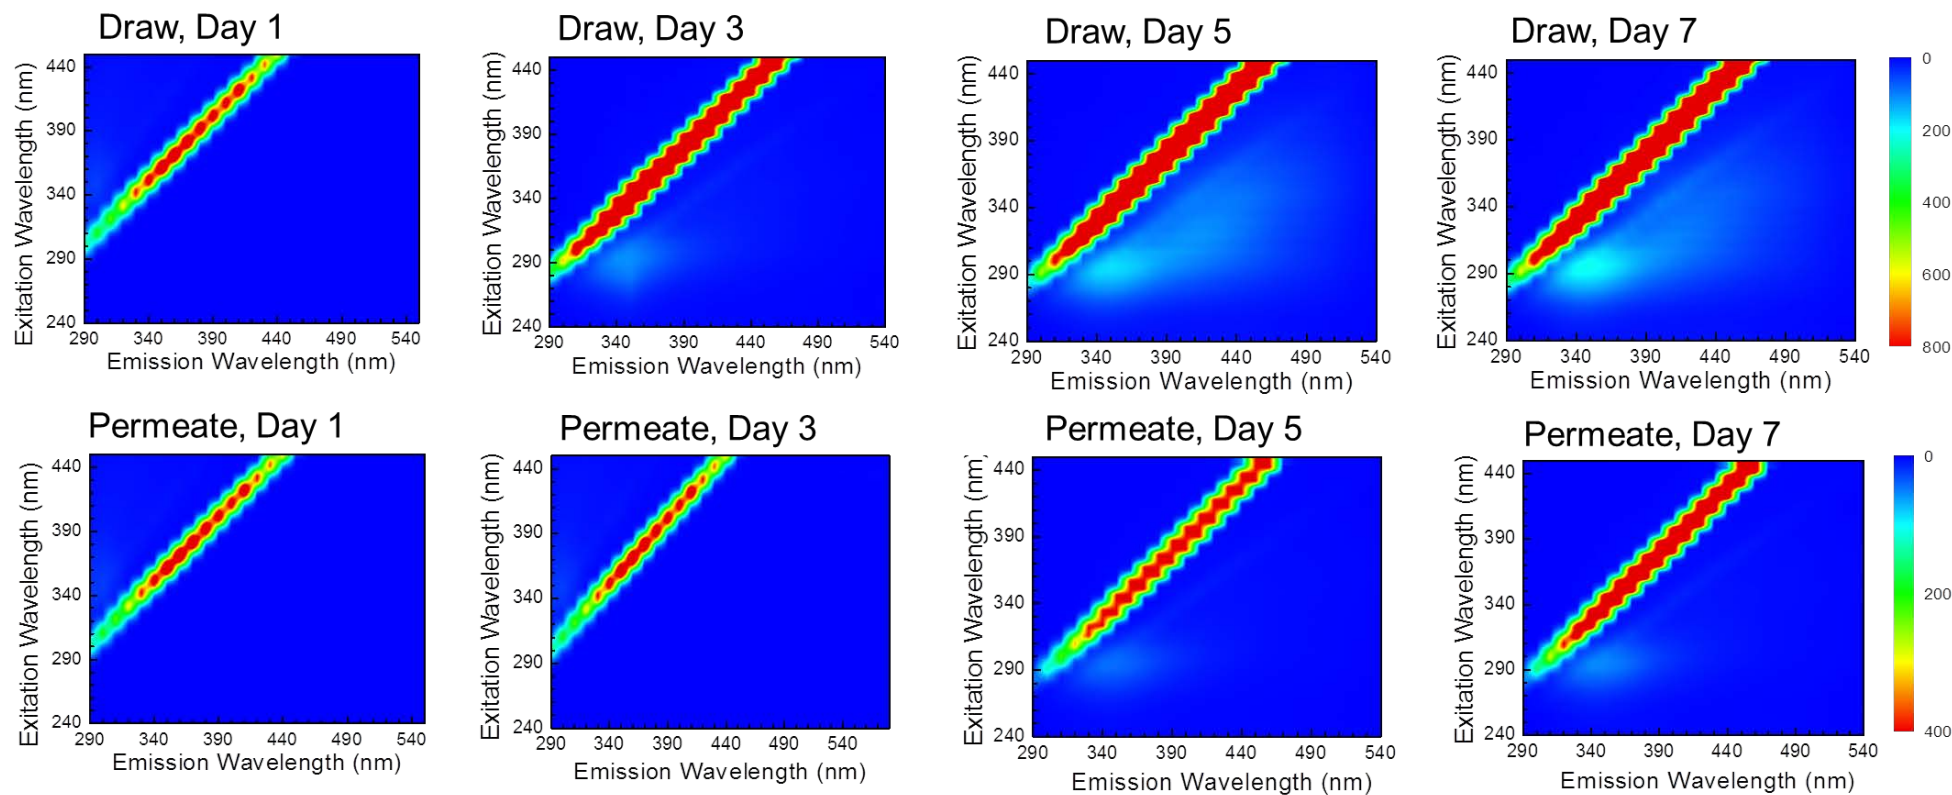 Draw, Day 1
Exitation Wavelength (nm)
440
390
340
290
240
290 340 390 440 490 540
Emission Wavelength (nm)
Draw, Day 3
Exitation Wavelength (nm)
440
390
340
290
240
290 340 390 440 490 540
Emission Wavelength (nm)
Draw, Day 5
Exitation Wavelength (nm)
440
390
340
290
240
290 340 390 440 490 540
Emission Wavelength (nm)
Draw, Day 7
Exitation Wavelength (nm)
440
390
340
290
240
290 340 390 440 490 540
Emission Wavelength (nm)
0
200
400
600
800
Permeate, Day 1
Exitation Wavelength (nm)
440
390
340
290
240
290 340 390 440 490 540
Emission Wavelength (nm)
Permeate, Day 3
Exitation Wavelength (nm)
440
390
340
290
240
290 340 390 440 490 540
Emission Wavelength (nm)
Permeate, Day 5
Exitation Wavelength (nm)
440
390
340
290
240
290 340 390 440 490 540
Emission Wavelength (nm)
Permeate, Day 7
Exitation Wavelength (nm)
440
390
340
290
240
290 340 390 440 490 540
Emission Wavelength (nm)
0
200
400